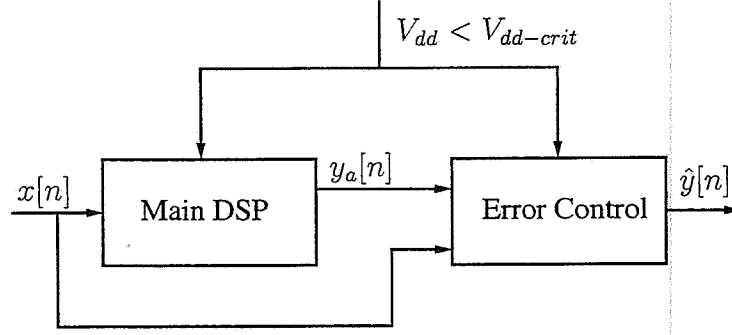 V_{dd} < V_{dd-crit}
x[n]
Main DSP
y_a[n]
Error Control
ŷ[n]